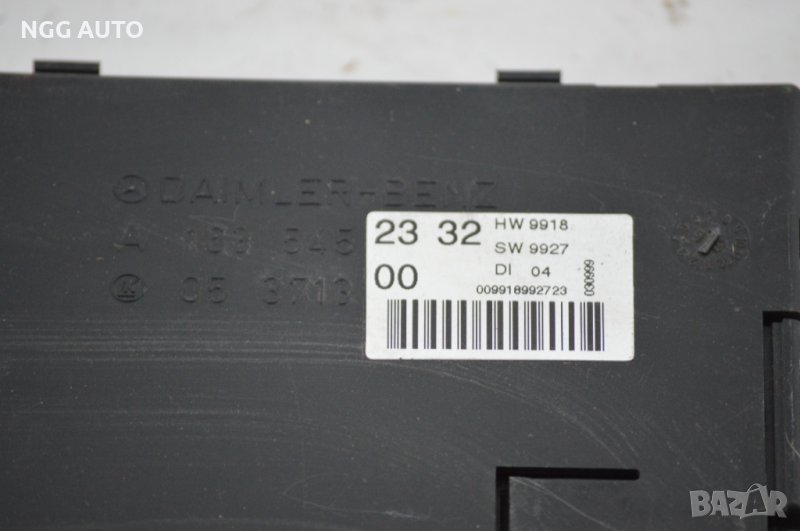 NGG AUTO
DAIMLER-BENZ
A 169 545 23 32
05 3713 00
HW 9918
SW 9927
DI 04
009918992723
030999
BAZAR